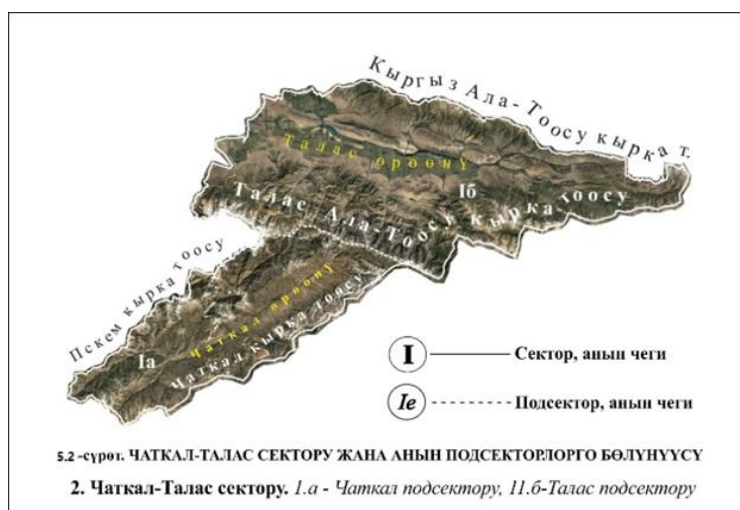 Кыргыз Ала-Тоосу кырка т.
Талас өрөөнү
Iб
Талас Ала-Тоосу кырка тоосу
Пскем кырка тоосу
Чаткал өрөөнү
Чаткал кырка тоосу
Iа
I Сектор, анын чеги
Ie Подсектор, анын чеги
5.2 -сүрөт. ЧАТКАЛ-ТАЛАС СЕКТОРУ ЖАНА АНЫН ПОДСЕКТОРЛОРГО БӨЛҮНҮҮСҮ
2. Чаткал-Талас сектору. 1.а - Чаткал подсектору, 11.б-Талас подсектору